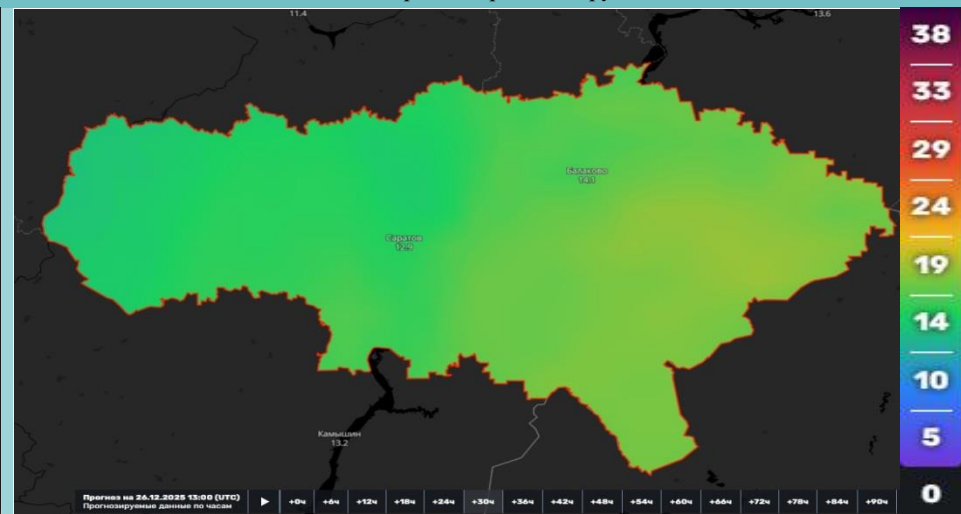 11.4
13.6
38
33
29
24
19
14
10
5
0
Балаково
14.1
Саратов
12.9
Камышин
13.2
Прогноз на 26.12.2025 13:00 (UTC)
Прогнозируемые данные по часам
+0ч +6ч +12ч +18ч +24ч +30ч +36ч +42ч +48ч +54ч +60ч +66ч +72ч +78ч +84ч +90ч